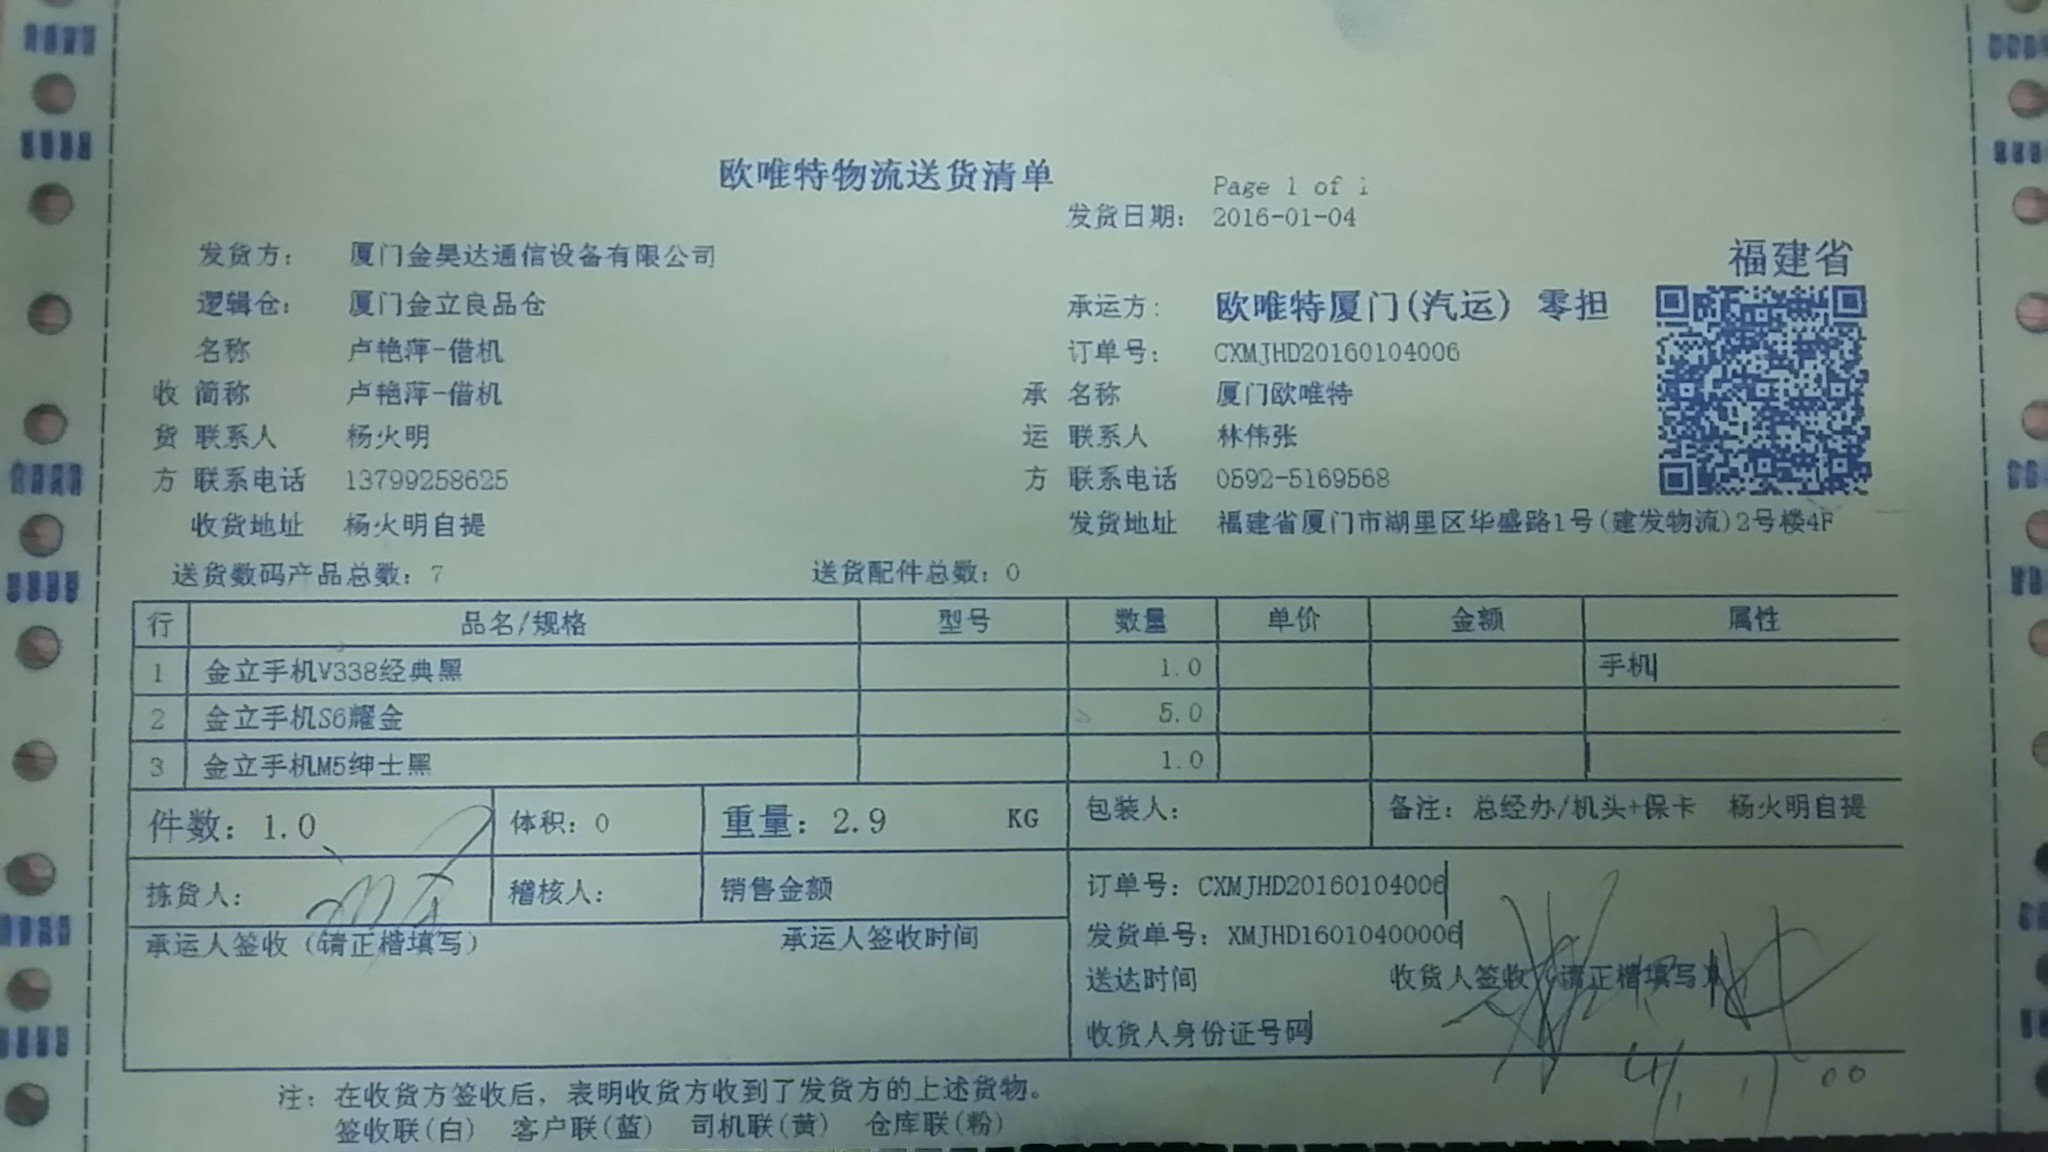 欧唯特物流送货清单
Page 1 of 1
发货日期： 2016-01-04
福建省
发货方： 厦门金昊达通信设备有限公司
逻辑仓： 厦门金立良品仓
承运方： 欧唯特厦门(汽运) 零担
名称 卢艳萍-借机
订单号： CXMJHD20160104006
收 简称 卢艳萍-借机
承 名称 厦门欧唯特
货 联系人 杨火明
运 联系人 林伟张
方 联系电话 13799258625
方 联系电话 0592-5169568
收货地址 杨火明自提
发货地址 福建省厦门市湖里区华盛路1号(建发物流)2号楼4F
送货数码产品总数：7 送货配件总数：0
行 品名/规格 型号 数量 单价 金额 属性
1 金立手机V338经典黑 1.0 手机
2 金立手机S6耀金 5.0
3 金立手机M5绅士黑 1.0
件数：1.0 体积：0 重量：2.9 KG 包装人： 备注：总经办/机头+保卡 杨火明自提
拣货人： 稽核人： 销售金额
订单号：CXMJHD20160104006
承运人签收（请正楷填写） 承运人签收时间
发货单号：XMJHD16010400006
送达时间 收货人签收（请正楷填写）
收货人身份证号码
注：在收货方签收后，表明收货方收到了发货方的上述货物。
签收联(白) 客户联(蓝) 司机联(黄) 仓库联(粉)